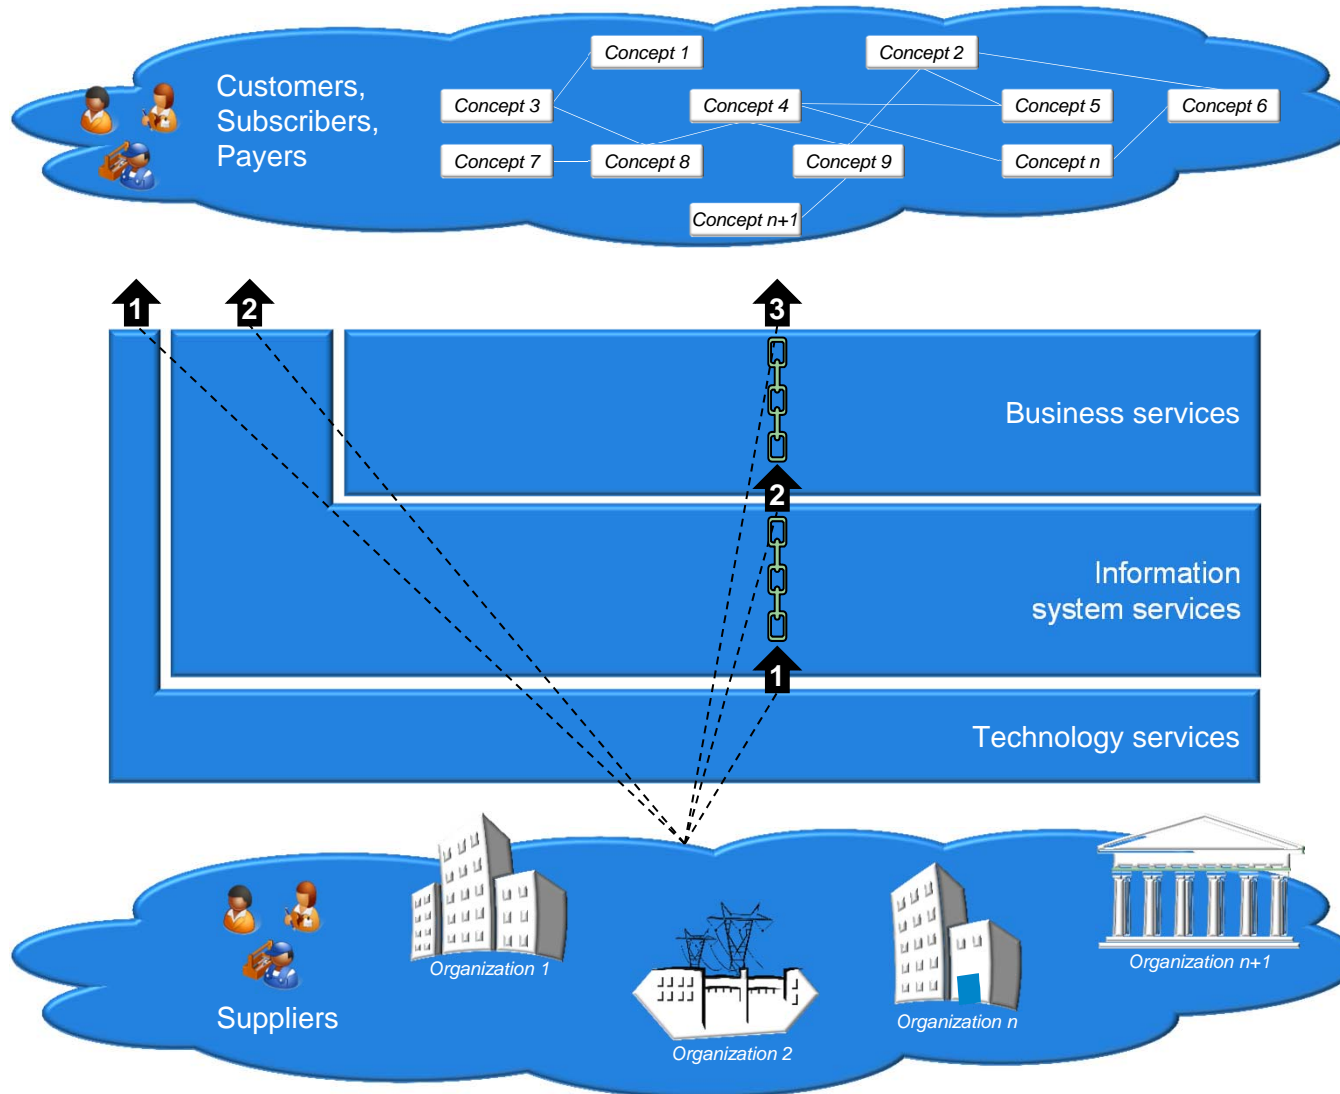 Customers,
Subscribers,
Payers
Concept 1
Concept 2
Concept 3
Concept 4
Concept 5
Concept 6
Concept 7
Concept 8
Concept 9
Concept n
Concept n+1
1
2
3
Business services
2
Information
system services
1
Technology services
Organization 1
Organization n+1
Suppliers
Organization n
Organization 2